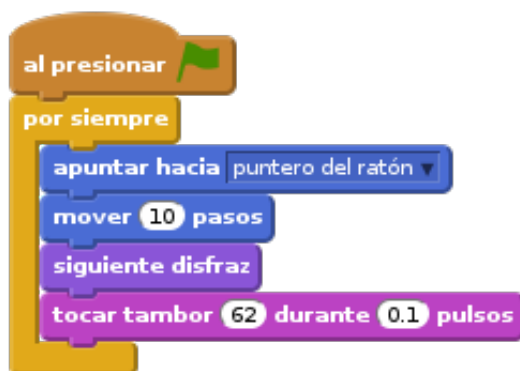 al presionar
por siempre
apuntar hacia puntero del ratón
mover 10 pasos
siguiente disfraz
tocar tambor 62 durante 0.1 pulsos